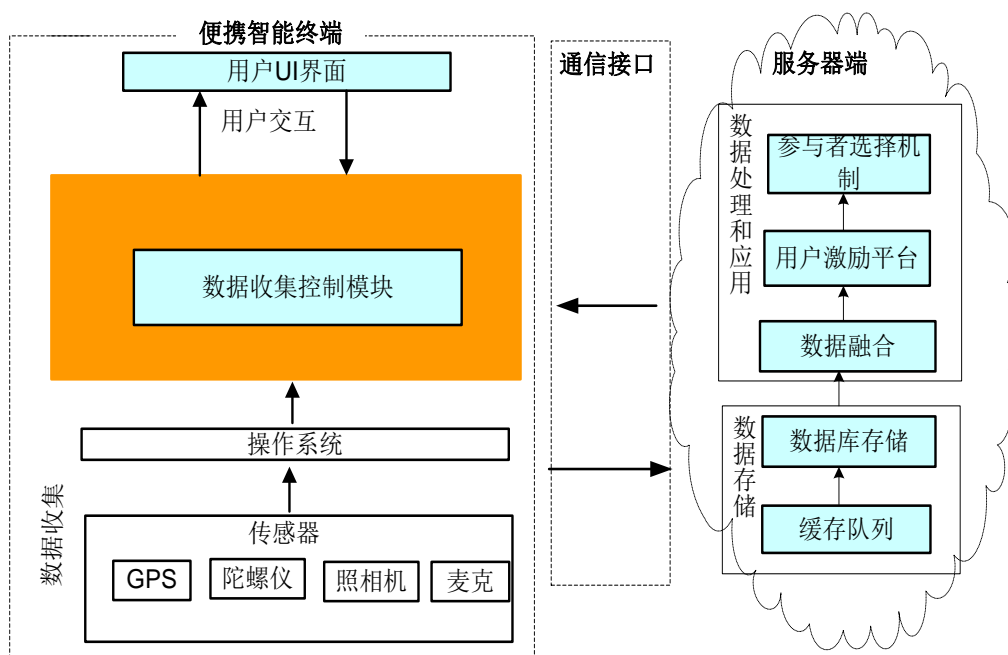 便携智能终端
用户UI界面
用户交互
数据收集控制模块
操作系统
数据收集
传感器
GPS
陀螺仪
照相机
麦克
通信接口
服务器端
数据处理和应用
参与者选择机
制
用户激励平台
数据融合
数据存储
数据库存储
缓存队列